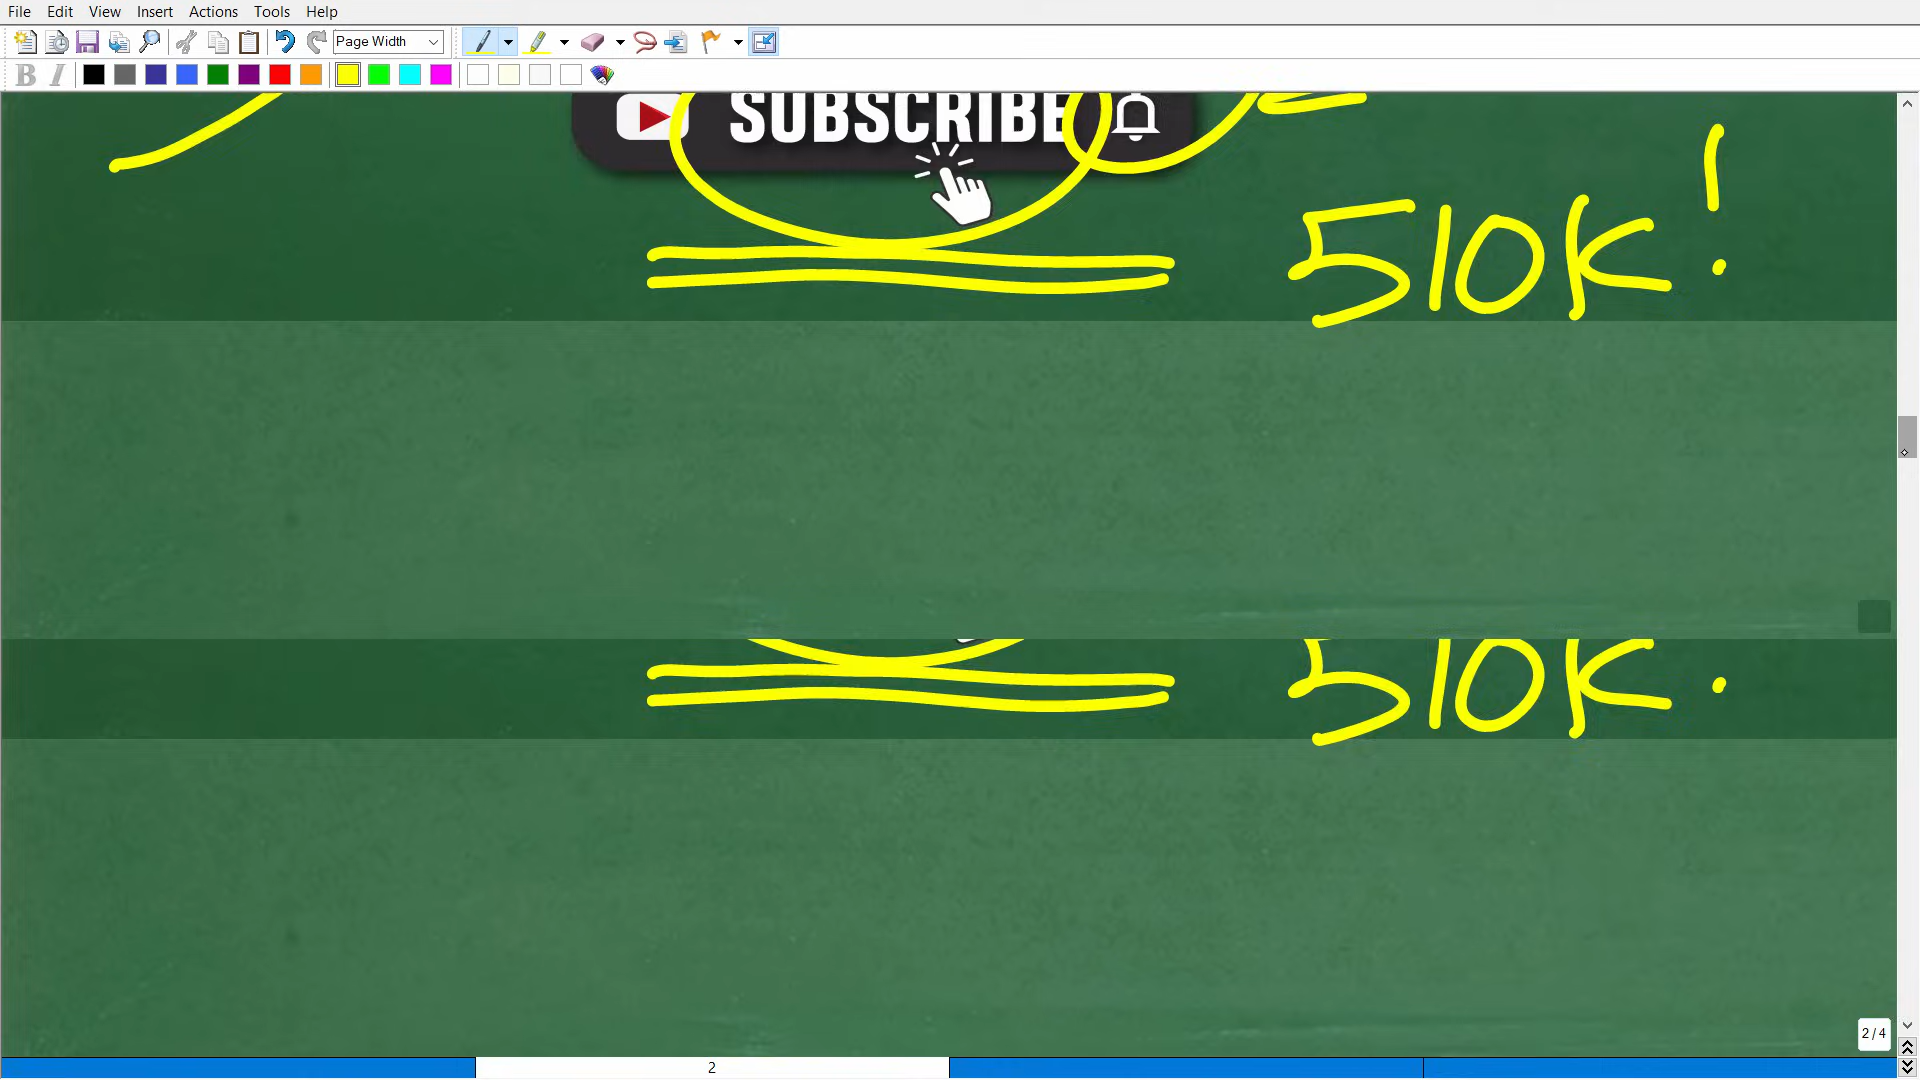 File Edit View Insert Actions Tools Help
Page Width
B I
SUBSCRIBE
510K!
510K.
2 / 4
2